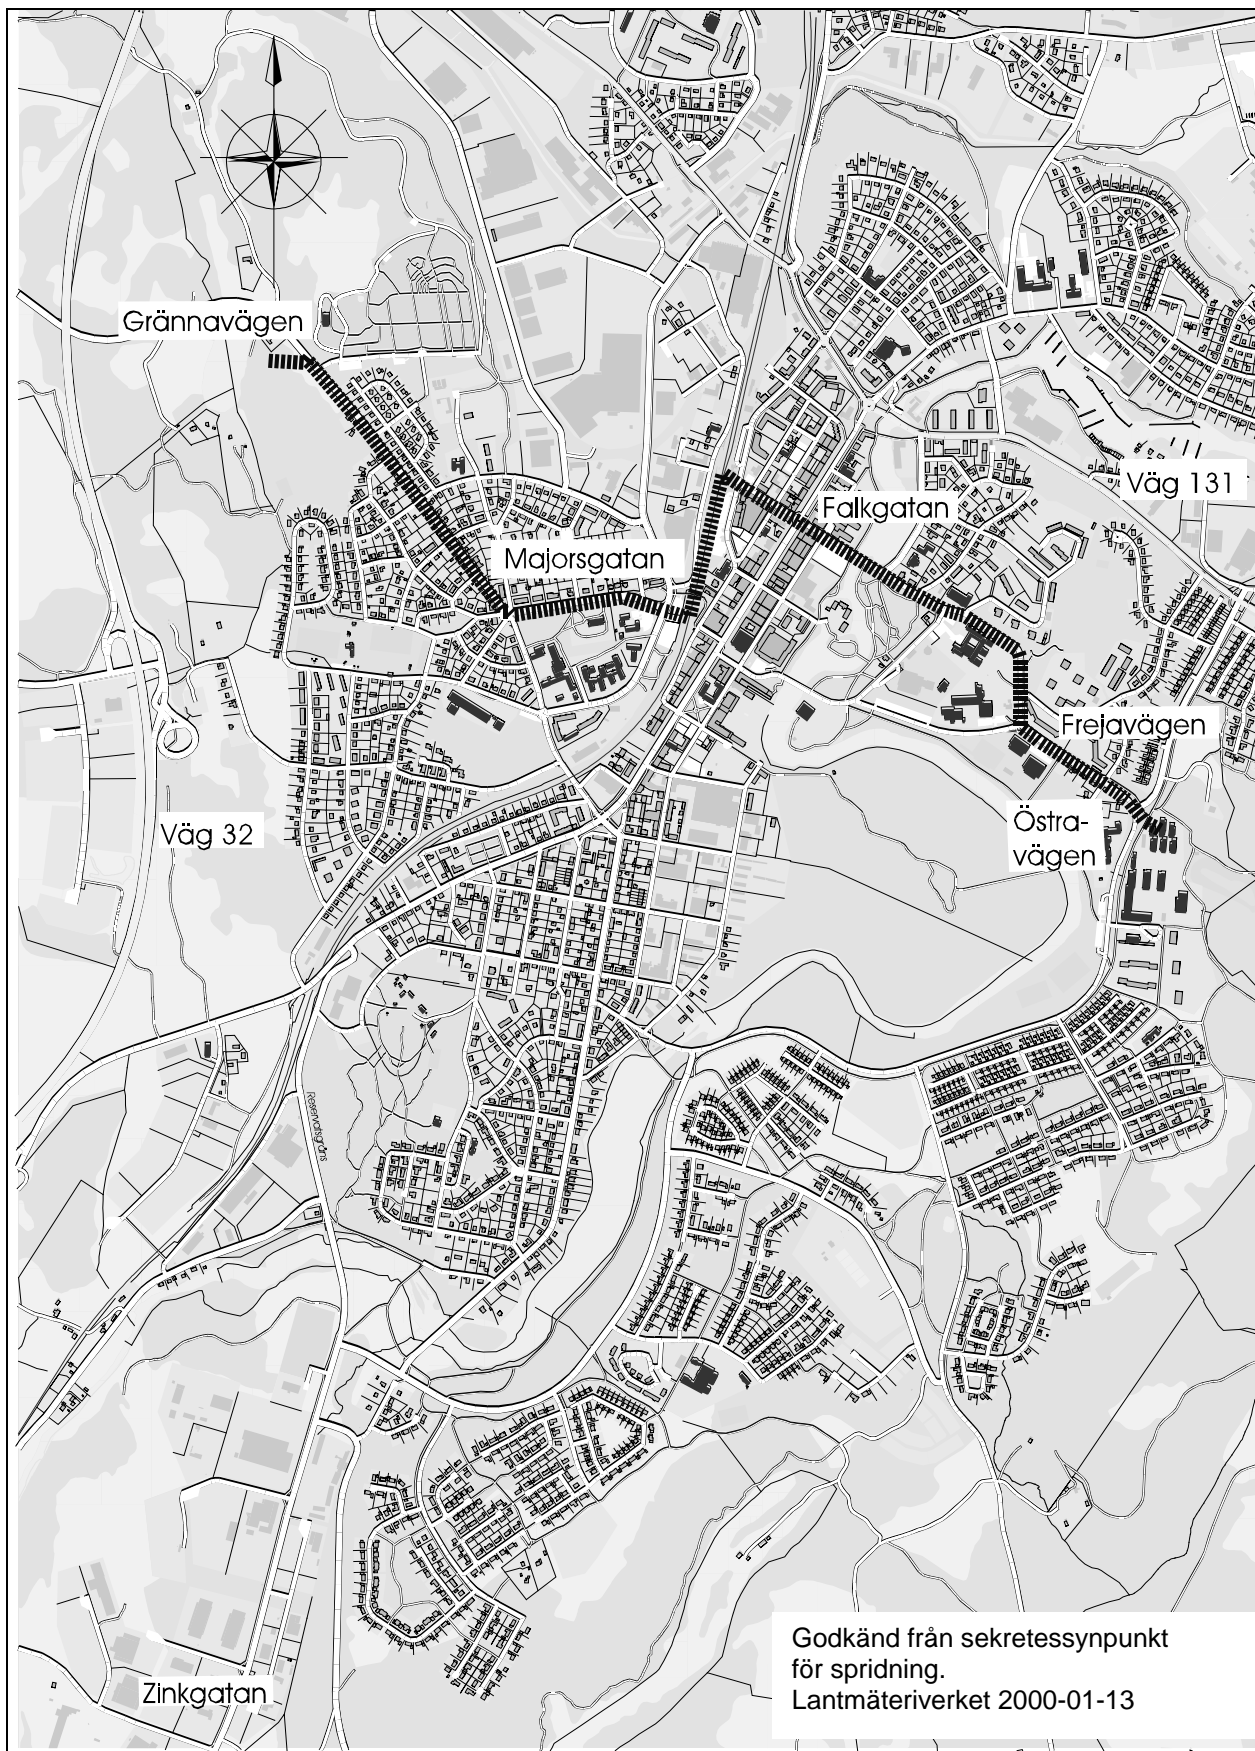 Grännavägen
Väg 131
Falkgatan
Majorsgatan
Frejavägen
Östra-
vägen
Väg 32
Reservatsgräns
Zinkgatan
Godkänd från sekretessynpunkt
för spridning.
Lantmäteriverket 2000-01-13